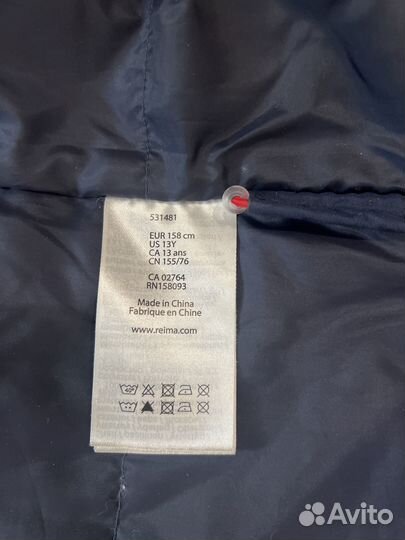 531481
EUR 158 cm
US 13Y
CA 13 ans
CN 155/76
CA 02764
RN158093
Made in China
Fabrique en Chine
www.reima.com
Avito